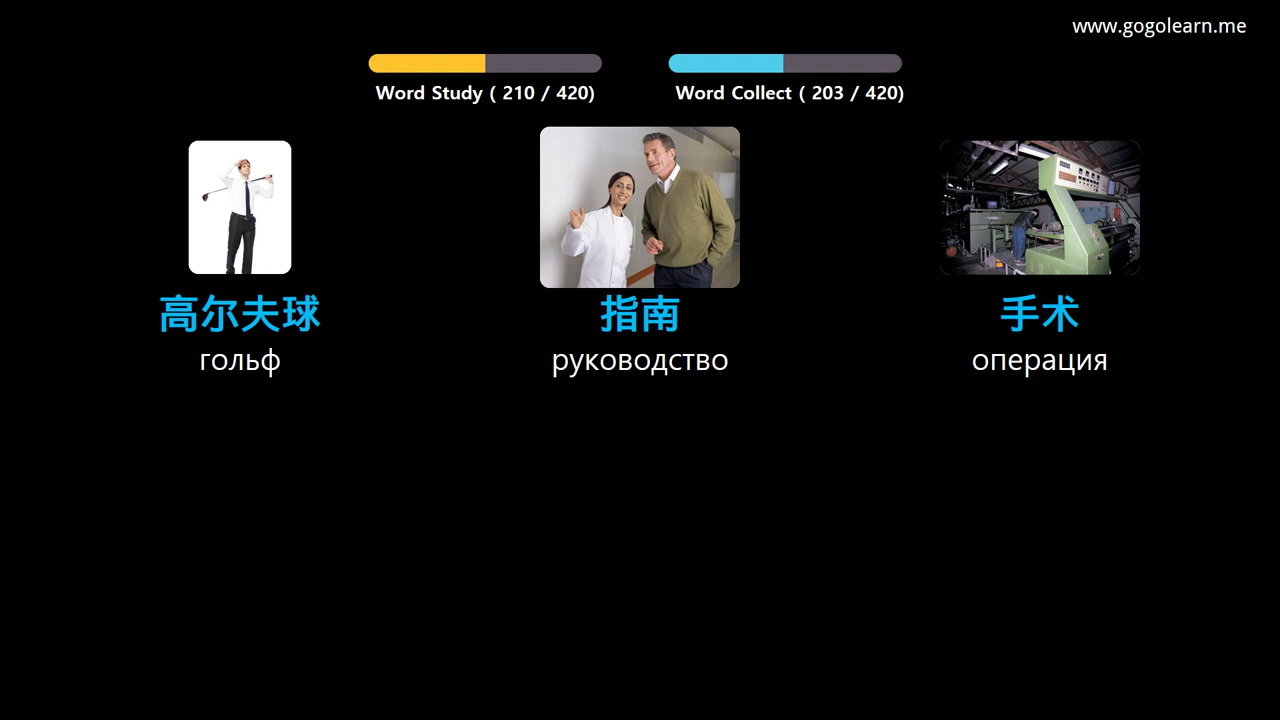 www.gogolearn.me
Word Study ( 210 / 420)
Word Collect ( 203 / 420)
高尔夫球
гольф
指南
руководство
手术
операция